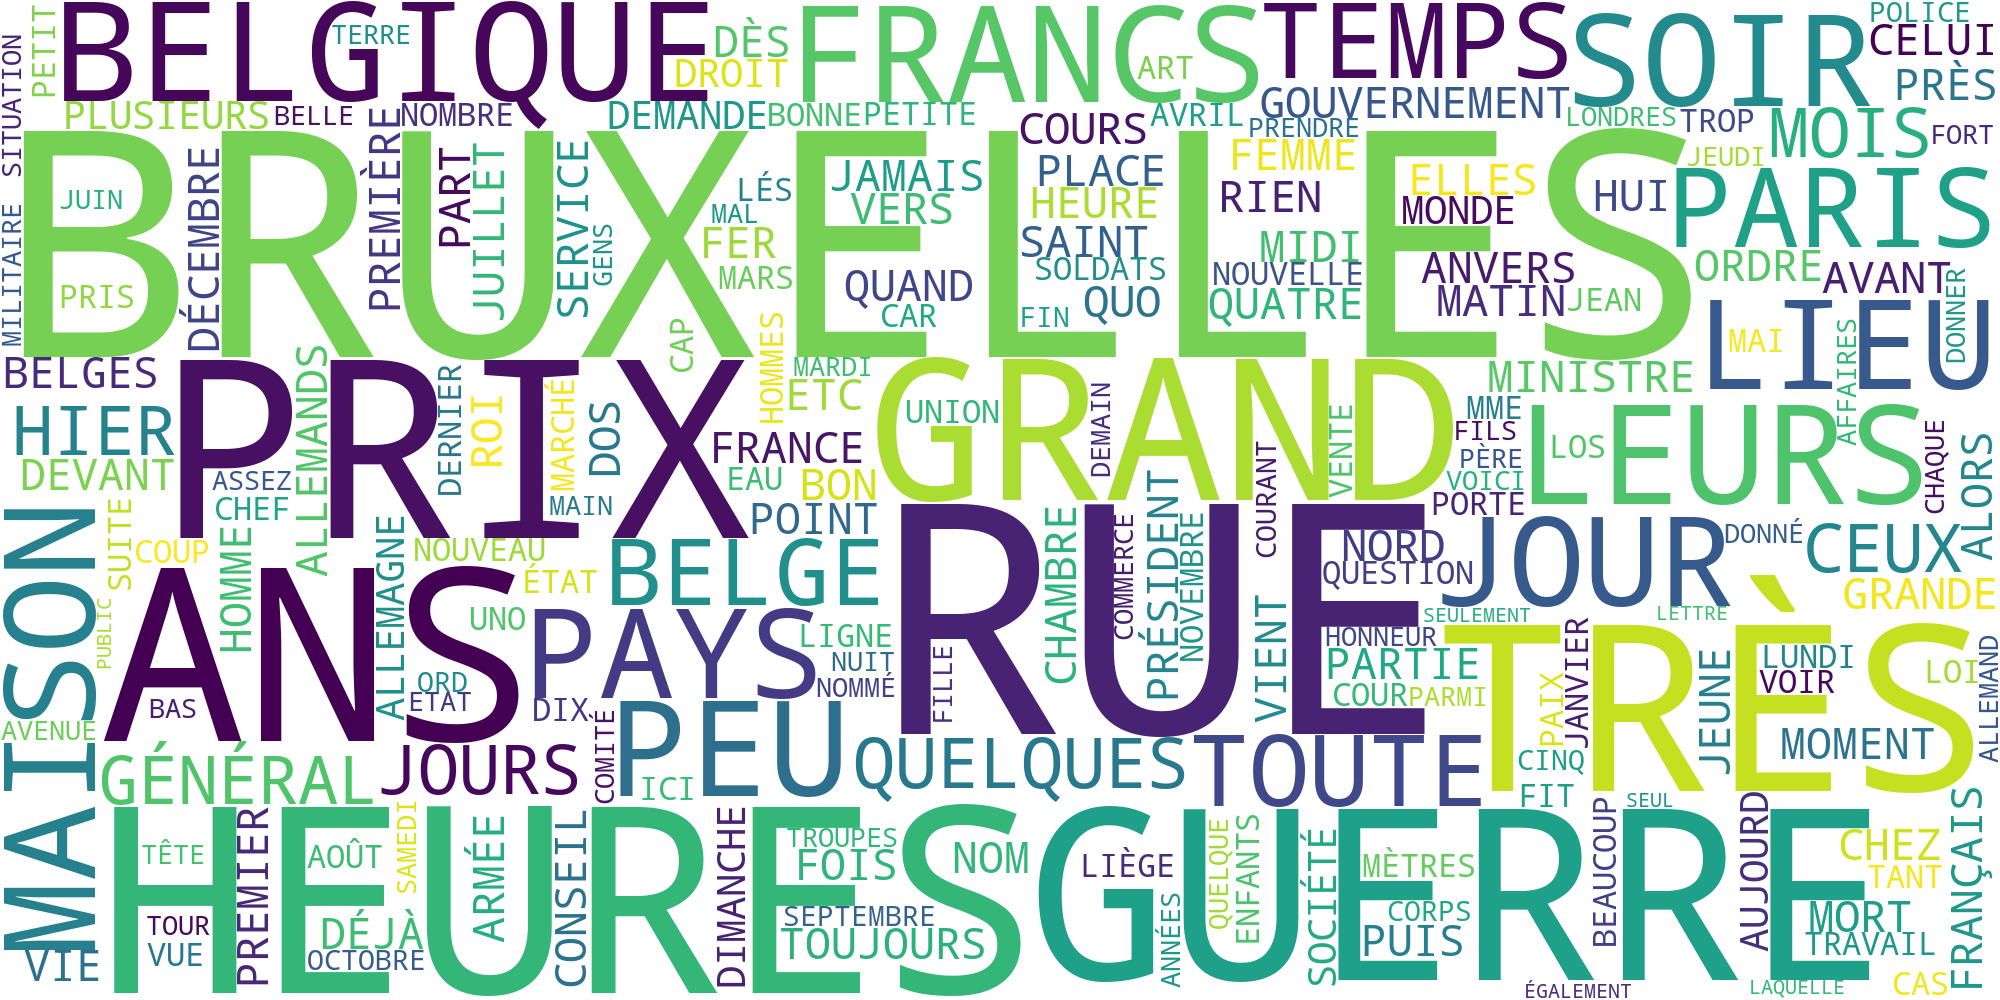 BELGIQUE
FRANCS
TEMPS
SOIR
POLICE
CELUI
PRÈS
PETIT
TERRE
DÈS
DROIT
ART
SITUATION
PLUSIEURS
BELLE
NOMBRE
DEMANDE
BONNE
PETITE
AVRIL
GOUVERNEMENT
LONDRES
TROP
MOIS
FORT
COURS
PRENDRE
FEMME
JEUDI
BRUXELLES
JUIN
DÉCEMBRE
PREMIÈRE
PART
JUILLET
SERVICE
GENS
LÉS
MAL
FER
MARS
JAMAIS
VERS
PLACE
HEURE
RIEN
ELLES
MONDE
HUI
PARIS
SAINT
SOLDATS
MIDI
NOUVELLE
QUATRE
ANVERS
MATIN
ORDRE
AVANT
JEAN
MILITAIRE
PRIS
QUAND
CAR
FIN
QUO
CAP
DONNER
LIEU
MAI
AFFAIRES
BELGES
HIER
DEVANT
ALLEMANDS
PRIX
DERNIER
ROI
MARCHÉ
DOS
HOMMES
MARDI
ETC
GRAND
UNION
MINISTRE
MME
FILS
PÈRE
VOICI
PORTE
LEURS
LOS
CHAQUE
ALORS
FRANCE
EAU
BON
DEMAIN
VENTE
ASSEZ
CHEF
MAIN
POINT
COURANT
MAISON
SUITE
COUP
HOMME
ALLEMAGNE
NOUVEAU
ÉTAT
BELGE
RUE
CHAMBRE
COMMERCE
PRÉSIDENT
NOVEMBRE
NORD
QUESTION
JOUR
DONNÉ
CEUX
GRANDE
PUBLIC
ANS
UNO
PAYS
LIGNE
NUIT
NOMMÉ
FILLE
VIENT
HONNEUR
SEULEMENT
LETTRE
PARTIE
COUR
PARMI
TRÈS
PAIX
JANVIER
JEUNE
LUNDI
VOIR
LOI
ALLEMAND
BAS
ORD
ETAT
DIX
AVENUE
GÉNÉRAL
JOURS
COMITÉ
PEU
ICI
QUELQUES
TOUTE
CINQ
FIT
SEUL
MOMENT
HEURES
GUERRE
TÊTE
AOÛT
SAMEDI
ARMÉE
CONSEIL
DIMANCHE
TROUPES
FOIS
NOM
LIÈGE
QUELQUE
ENFANTS
SOCIÉTÉ
MÈTRES
CORPS
PUIS
BEAUCOUP
AUJOURD
CHEZ
TANT
MORT
TRAVAIL
FRANÇAIS
VIE
TOUR
VUE
PREMIER
DÉJÀ
OCTOBRE
SEPTEMBRE
TOUJOURS
ANNÉES
ÉGALEMENT
LAQUELLE
CAS